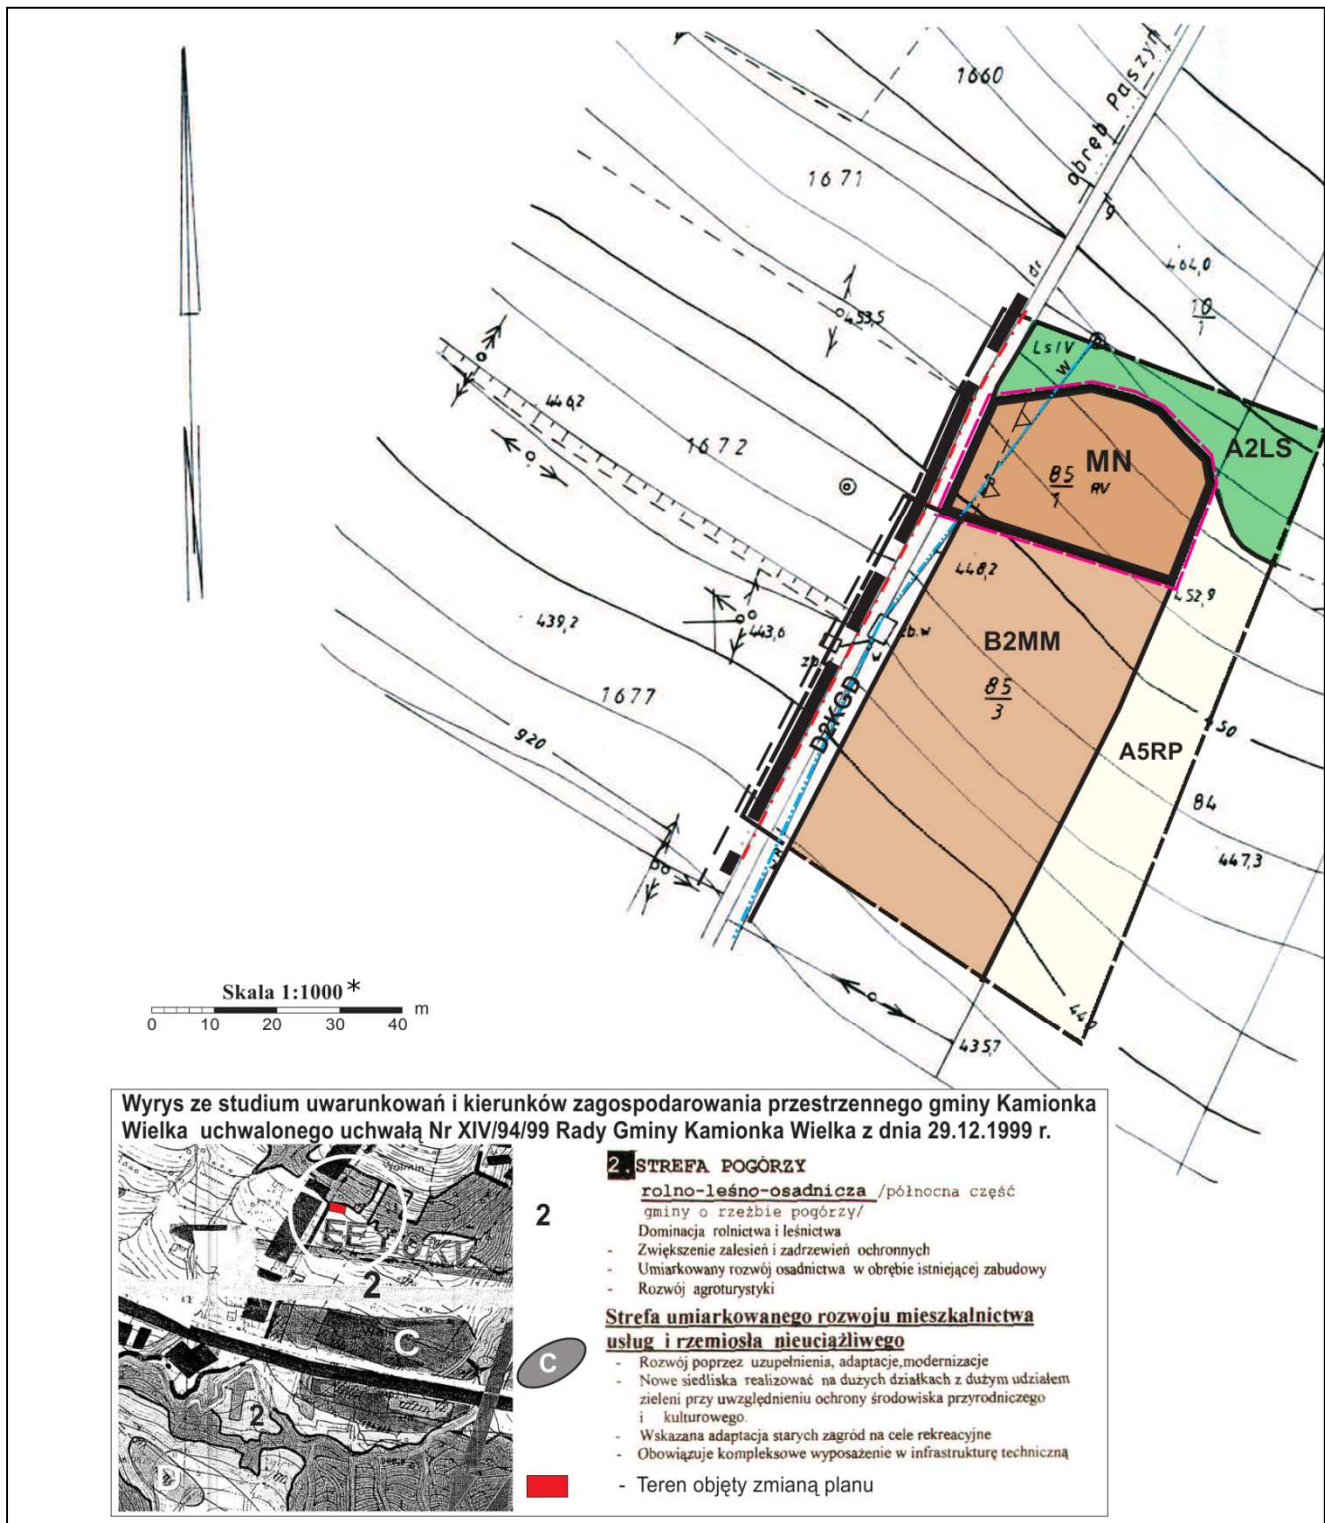 1660
obręb Paszyn
1671
9
464,0
10
1
dr
453,5
LsIV
W
446,2
1672
A2LS
MN
85
1
RV
448,2
452,9
439,2
443,6
zb.w
B2MM
85
3
1677
D2KGD
920
450
A5RP
84
447,3
440
435,7
Skala 1:1000 *
0 10 20 30 40 m
Wyrys ze studium uwarunkowań i kierunków zagospodarowania przestrzennego gminy Kamionka
Wielka uchwalonego uchwałą Nr XIV/94/99 Rady Gminy Kamionka Wielka z dnia 29.12.1999 r.
2
2
C
2
2. STREFA POGÓRZY
rolno-leśno-osadnicza /północna część
gminy o rzeźbie pogórzy/
Dominacja rolnictwa i leśnictwa
- Zwiększenie zalesień i zadrzewień ochronnych
- Umiarkowany rozwój osadnictwa w obrębie istniejącej zabudowy
- Rozwój agroturystyki
C
Strefa umiarkowanego rozwoju mieszkalnictwa
usług i rzemiosła nieuciążliwego
- Rozwój poprzez uzupełnienia, adaptacje,modernizacje
- Nowe siedliska realizować na dużych działkach z dużym udziałem
zieleni przy uwzględnieniu ochrony środowiska przyrodniczego
i kulturowego.
- Wskazana adaptacja starych zagród na cele rekreacyjne
- Obowiązuje kompleksowe wyposażenie w infrastrukturę techniczną
- Teren objęty zmianą planu